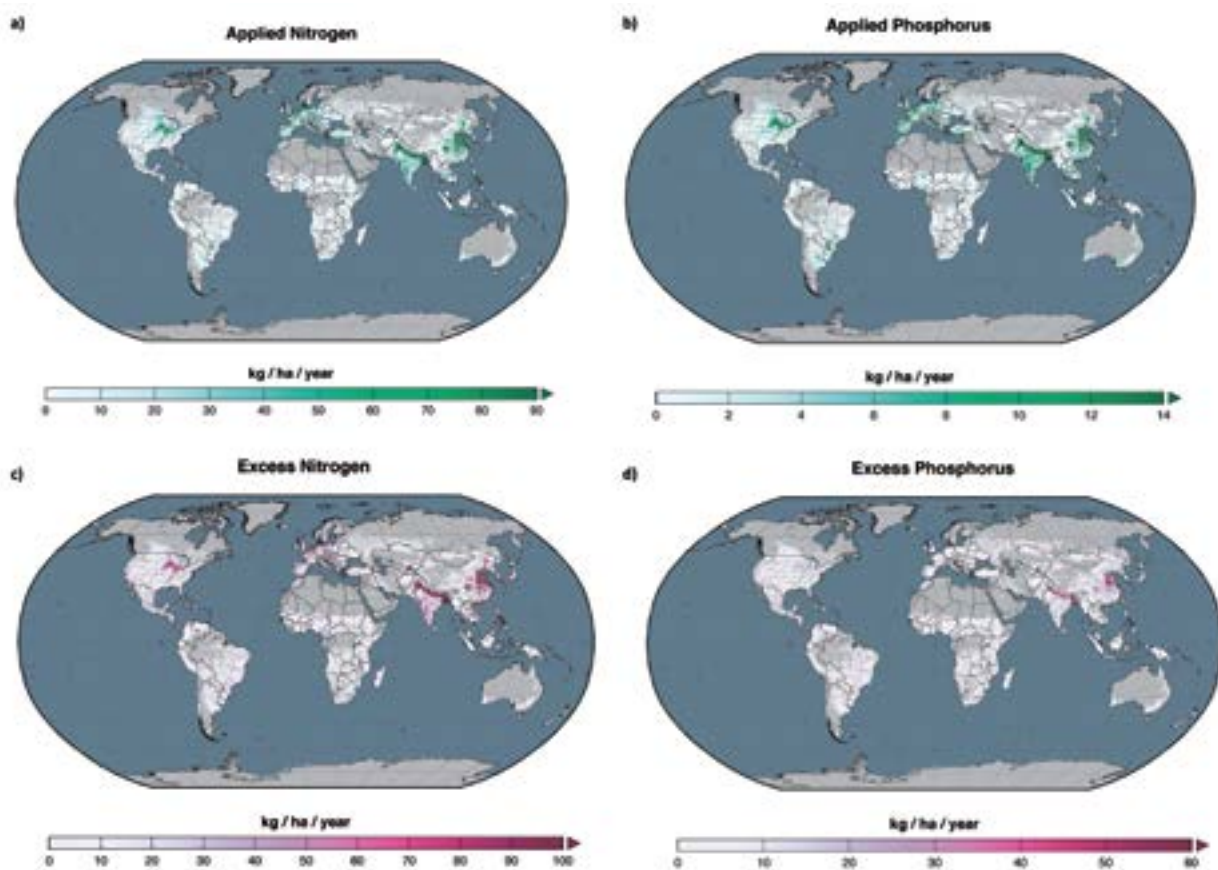 a)
Applied Nitrogen
b)
Applied Phosphorus
kg / ha / year
0 10 20 30 40 50 60 70 80 90
kg / ha / year
0 2 4 6 8 10 12 14
c)
Excess Nitrogen
d)
Excess Phosphorus
kg / ha / year
0 10 20 30 40 50 60 70 80 90 100
kg / ha / year
0 10 20 30 40 50 60